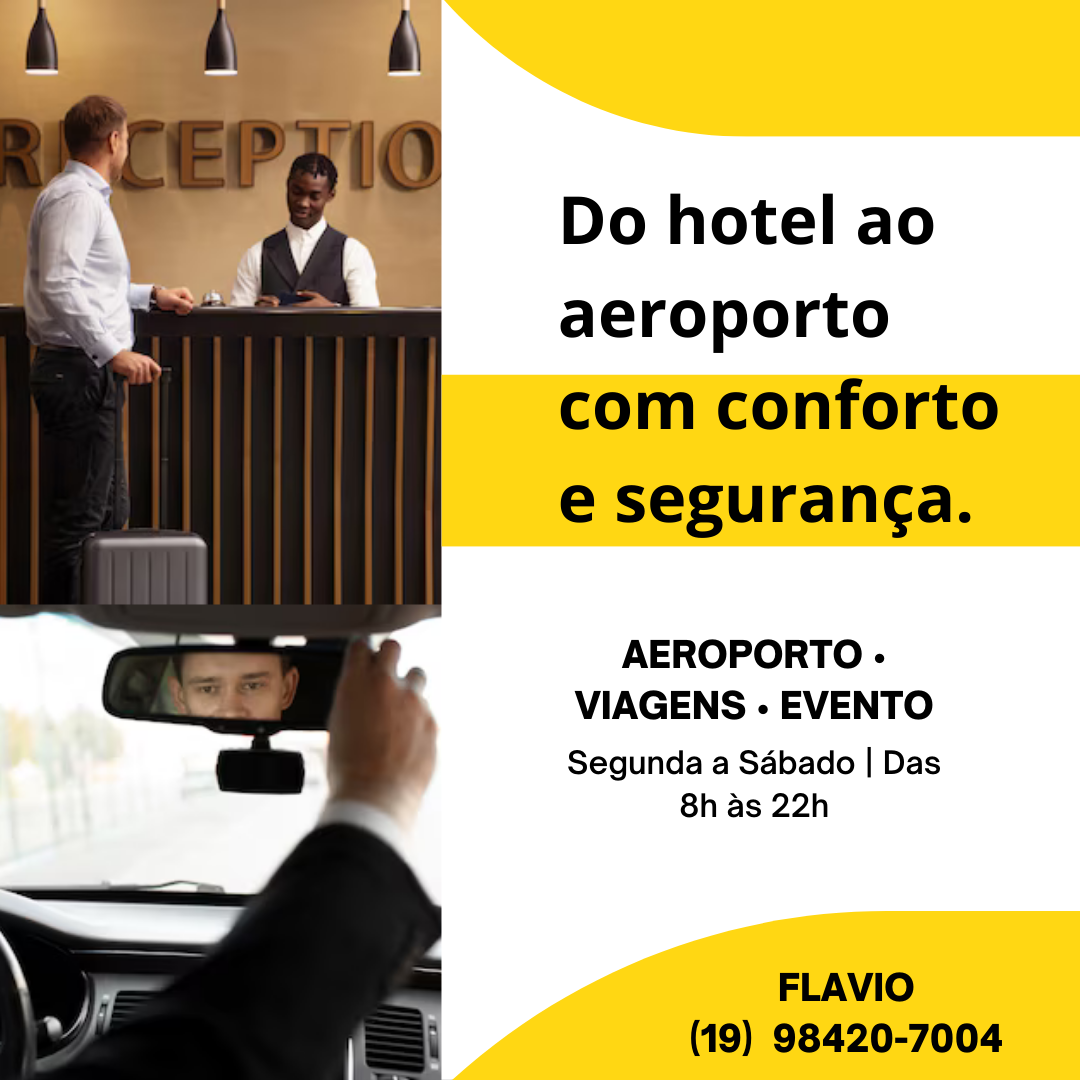 RECEPTIO
Do hotel ao
aeroporto
com conforto
e segurança.
AEROPORTO •
VIAGENS • EVENTO
Segunda a Sábado | Das
8h às 22h
FLAVIO
(19) 98420-7004